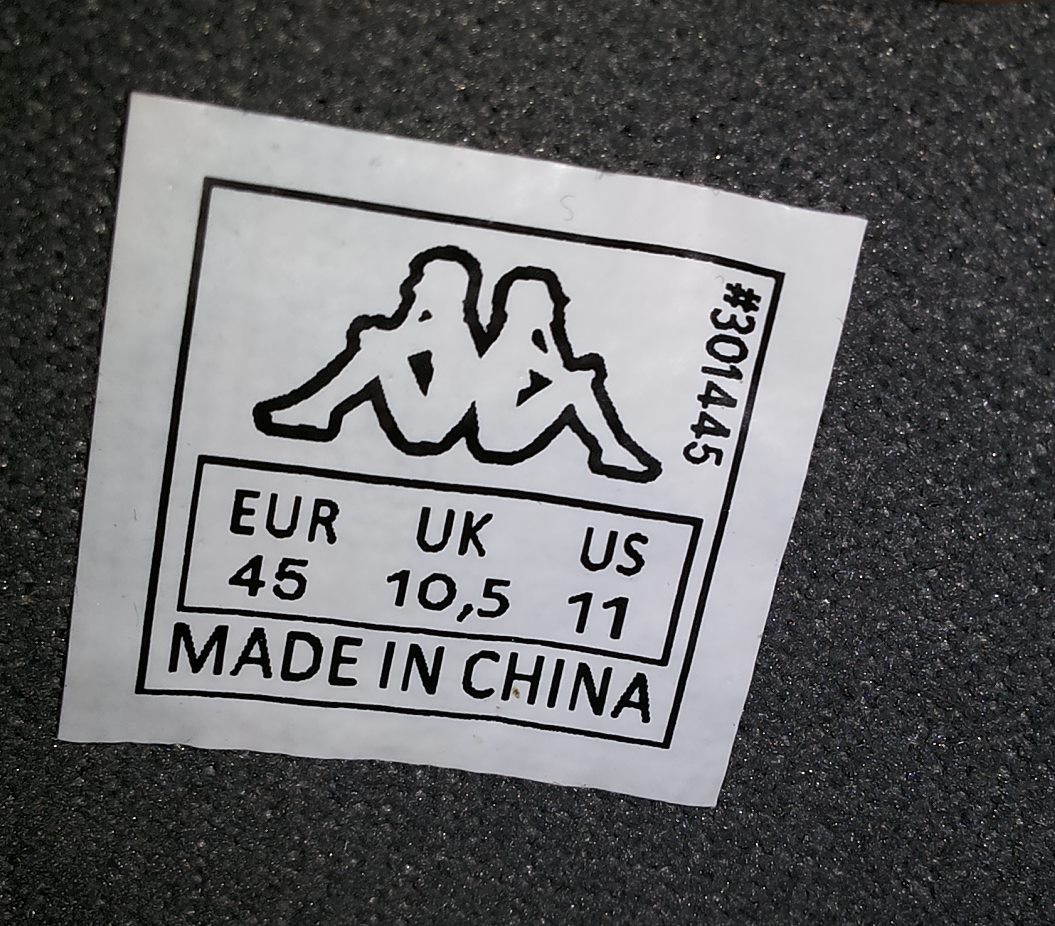 #301445
EUR UK US
45 10,5 11
MADE IN CHINA